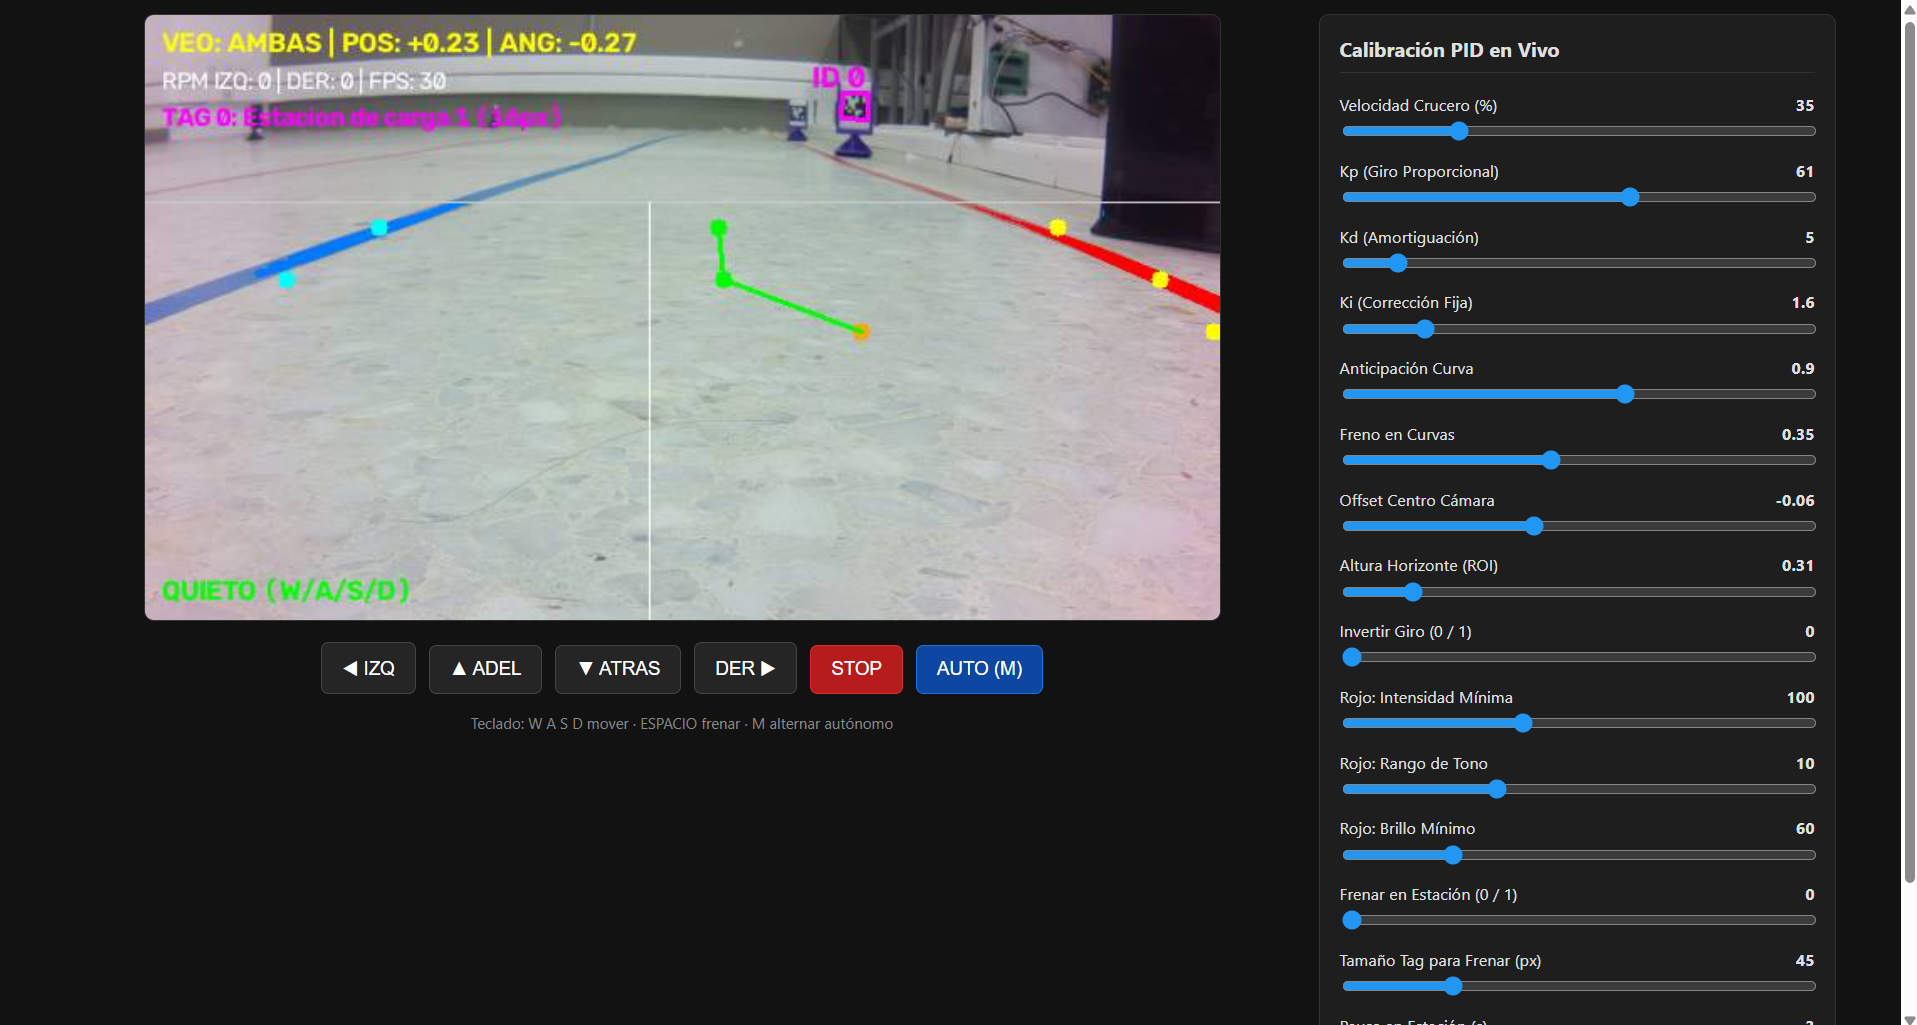 VEO: AMBAS | POS: +0.23 | ANG: -0.27
RPM IZQ: 0 | DER: 0 | FPS: 30
TAG 0: Estacion de carga 1 (36px)
ID 0
QUIETO (W/A/S/D)
◀ IZQ
▲ ADEL
▼ ATRAS
DER ▶
STOP
AUTO (M)
Teclado: W A S D mover · ESPACIO frenar · M alternar autónomo
Calibración PID en Vivo
Velocidad Crucero (%) 35
Kp (Giro Proporcional) 61
Kd (Amortiguación) 5
Ki (Corrección Fija) 1.6
Anticipación Curva 0.9
Freno en Curvas 0.35
Offset Centro Cámara -0.06
Altura Horizonte (ROI) 0.31
Invertir Giro (0 / 1) 0
Rojo: Intensidad Mínima 100
Rojo: Rango de Tono 10
Rojo: Brillo Mínimo 60
Frenar en Estación (0 / 1) 0
Tamaño Tag para Frenar (px) 45